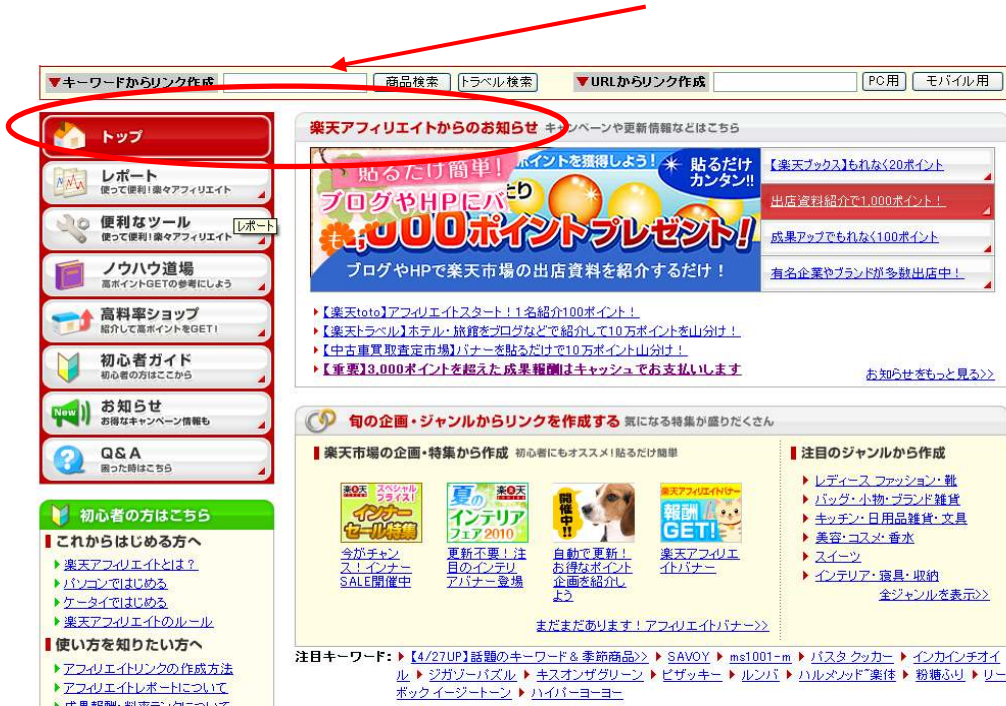 ▼キーワードからリンク作成 商品検索 トラベル検索 ▼URLからリンク作成 PC用 モバイル用
トップ
レポート
使って便利!楽々アフィリエイト
便利なツール
使って便利!楽々アフィリエイト
レポート
ノウハウ道場
高ポイントGETの参考にしよう
高料率ショップ
紹介して高ポイントをGET!
初心者ガイド
初心者の方はここから
お知らせ
お得なキャンペーン情報も
New
Q&A
困った時はこちら
初心者の方はこちら
これからはじめる方へ
楽天アフィリエイトとは?
パソコンではじめる
ケータイではじめる
楽天アフィリエイトのルール
使い方を知りたい方へ
アフィリエイトリンクの作成方法
アフィリエイトレポートについて
成果報酬・料率ランクについて
楽天アフィリエイトからのお知らせ キャンペーンや更新情報などはこちら
貼るだけ簡単!
イントを獲得しよう!
貼るだけ
カンタン!!
ブログやHPにバ
たり
000ポイントプレゼント!
ブログやHPで楽天市場の出店資料を紹介するだけ!
【楽天ブックス】もれなく20ポイント
出店資料紹介で1,000ポイント!
成果アップでもれなく100ポイント
有名企業やブランドが多数出店中!
【楽天toto】アフィリエイトスタート!1名紹介100ポイント!
【楽天トラベル】ホテル・旅館をブログなどで紹介して10万ポイントを山分け!
【中古車買取査定市場】バナーを貼るだけで10万ポイント山分け!
【重要】3,000ポイントを超えた成果報酬はキャッシュでお支払いします
お知らせをもっと見る>>
旬の企画・ジャンルからリンクを作成する 気になる特集が盛りだくさん
楽天市場の企画・特集から作成 初心者にもオススメ!貼るだけ簡単
楽天 スペシャルプライス!
インナー
セール特集
今がチャン
ス!インナー
SALE開催中
夏の 楽天
インテリア
フェア2010
更新不要!注
目のインテリ
アバナー登場
開催中!!
自動で更新!
お得なポイント
企画を紹介し
よう
楽天アフィリエイトバナー
報酬
GET!
楽天アフィリエ
イトバナー
まだまだあります!アフィリエイトバナー>>
注目のジャンルから作成
レディース ファッション・靴
バッグ・小物・ブランド雑貨
キッチン・日用品雑貨・文具
美容・コスメ・香水
スイーツ
インテリア・寝具・収納
全ジャンルを表示>>
注目キーワード: 【4/27UP】話題のキーワード&季節商品>> SAVOY ms1001-m パスタ クッカー インカインチオイ
ル ジガゾーパズル キスオンザグリーン ビザッキー ルンバ ハルメソッド楽体 粉糖ふり リー
ボック イージートーン ハイパーヨーヨー